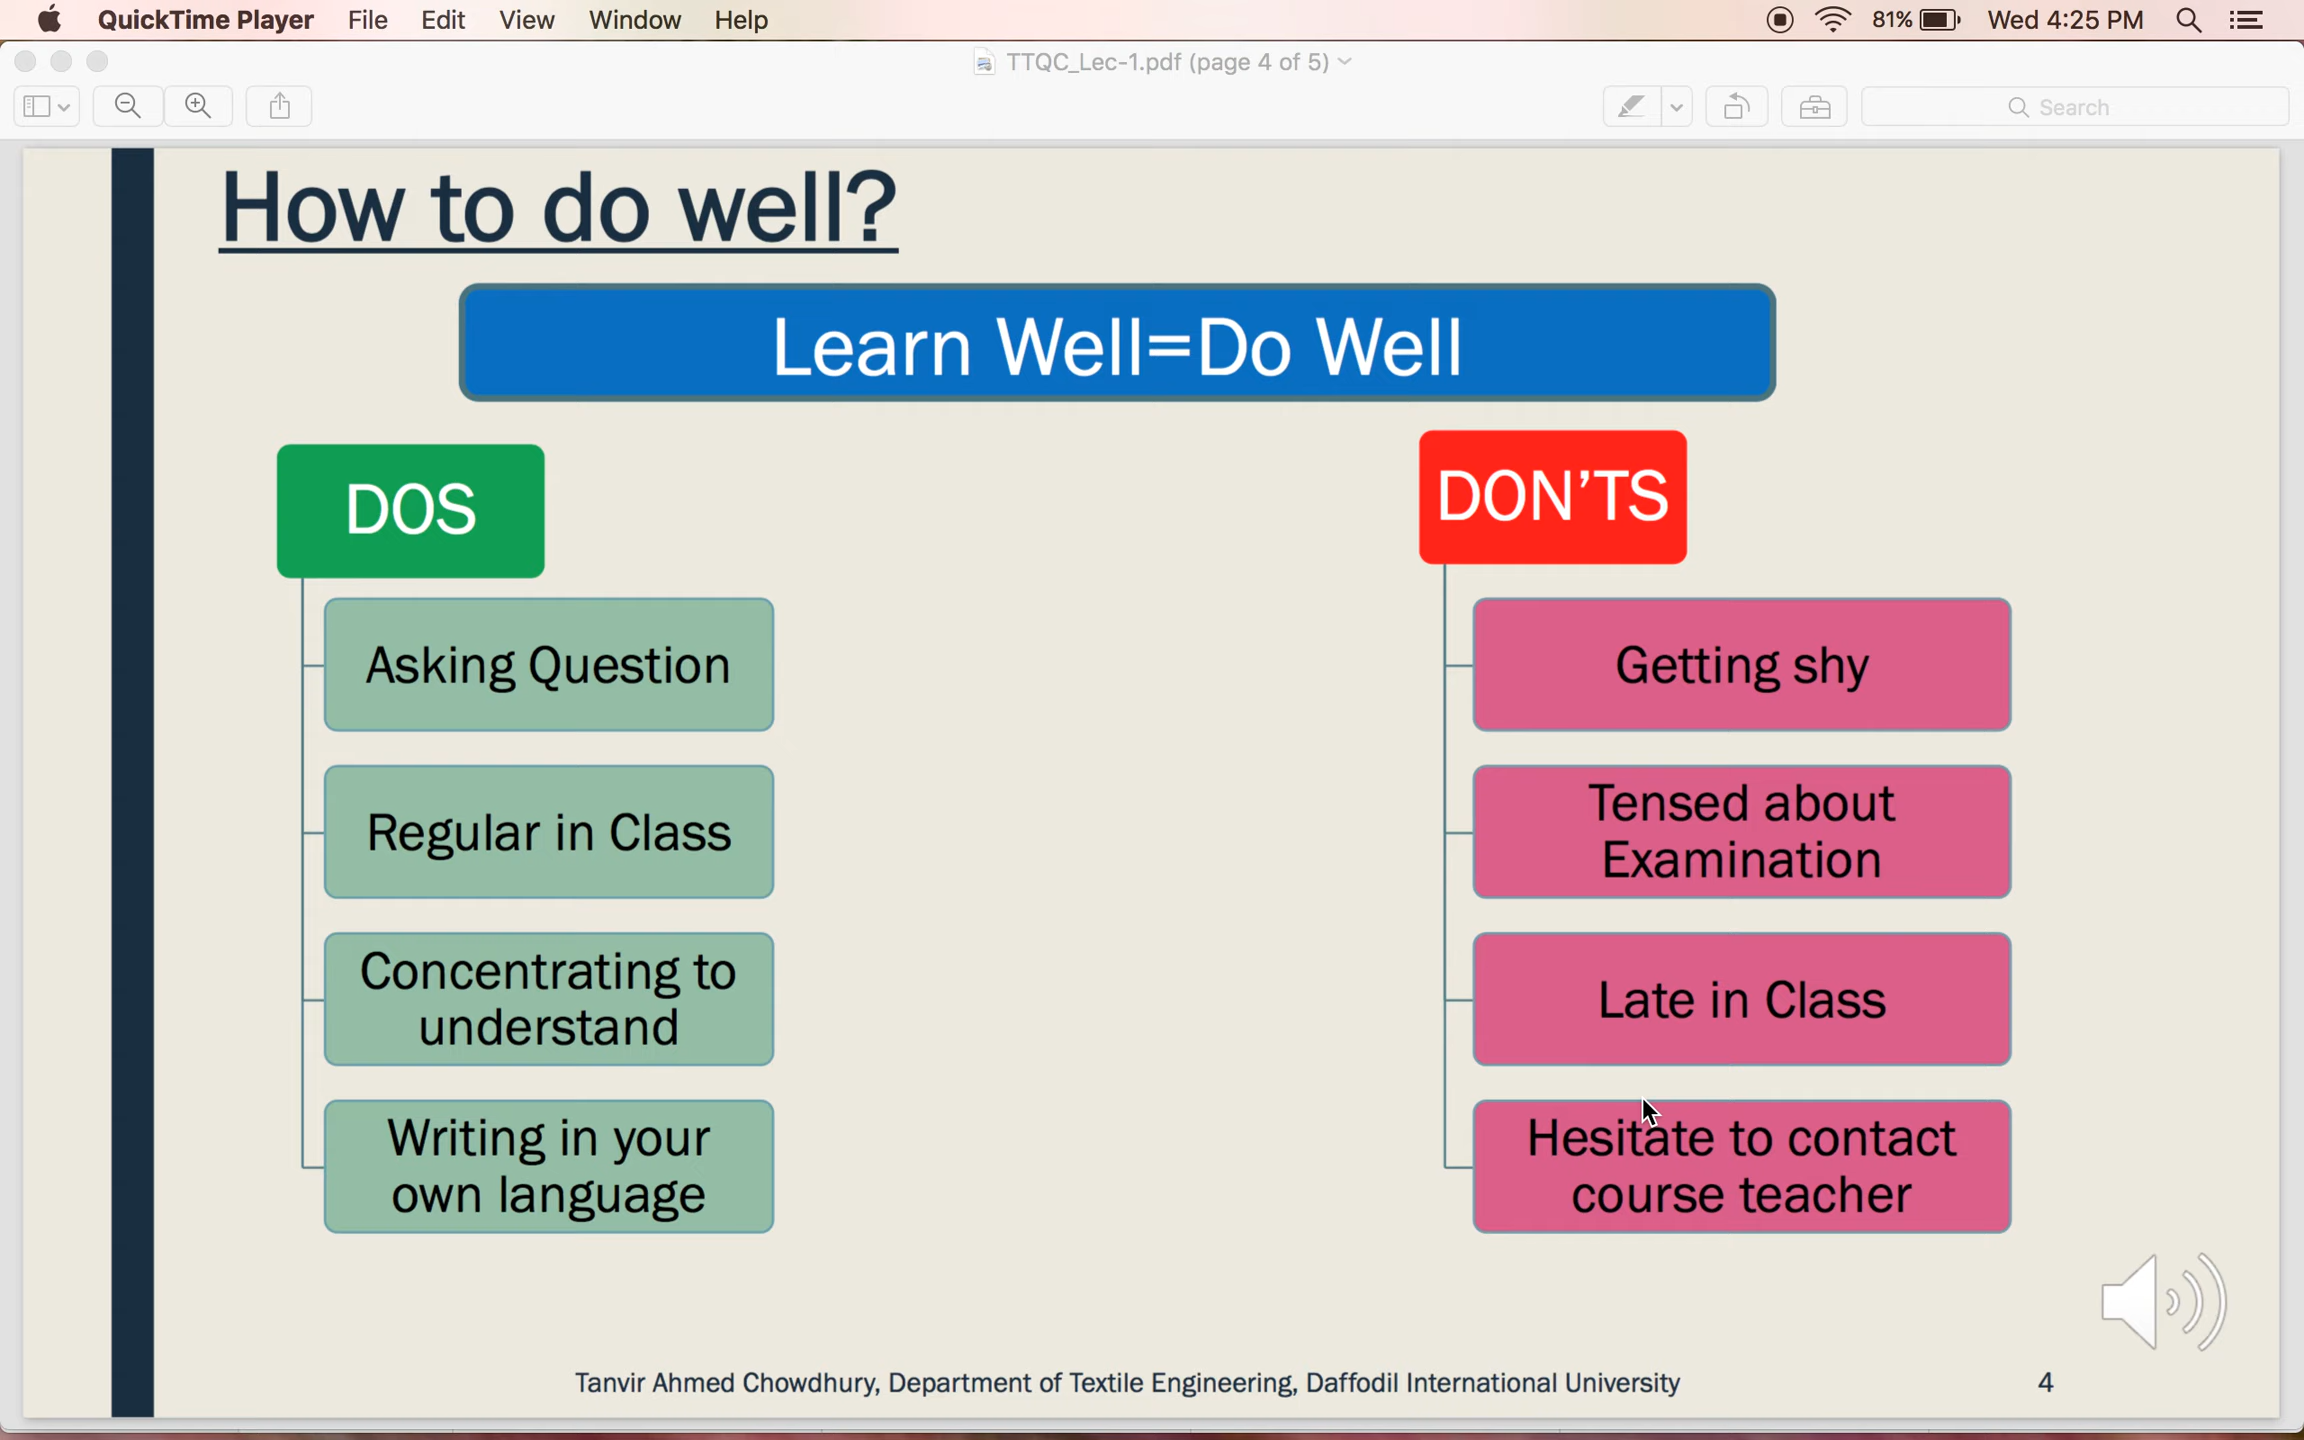 QuickTime Player File Edit View Window Help
81% Wed 4:25 PM
TTQC_Lec-1.pdf (page 4 of 5)
Search
How to do well?
Learn Well=Do Well
DOS
Asking Question
Regular in Class
Concentrating to
understand
Writing in your
own language
DON’TS
Getting shy
Tensed about
Examination
Late in Class
Hesitate to contact
course teacher
Tanvir Ahmed Chowdhury, Department of Textile Engineering, Daffodil International University
4